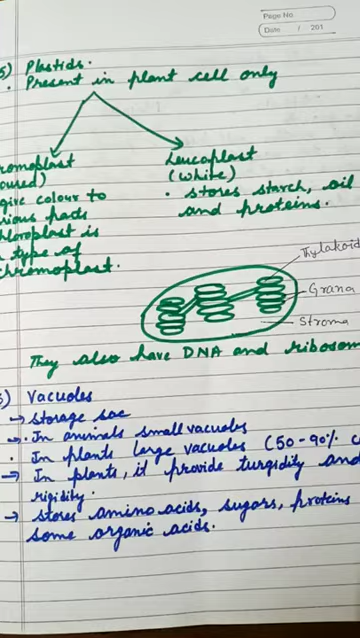 Page No.
Date / 201
5) Plastids.
• Present in plant cell only
romoplast
Leucoplast
oured)
(white)
give colour to
• stores starch, oil
ious parts
and proteins.
hloroplast is
type of
chromoplast.
Thylakoid
Grana
Stroma
They also have DNA and ribosom
) Vacuoles
→ storage sac
→ • In animals small vacuoles
• In plants large vacuoles (50-90% c
→ In plants, it provide turgidity and
rigidity.
→ stores amino acids, sugars, proteins
some organic acids.